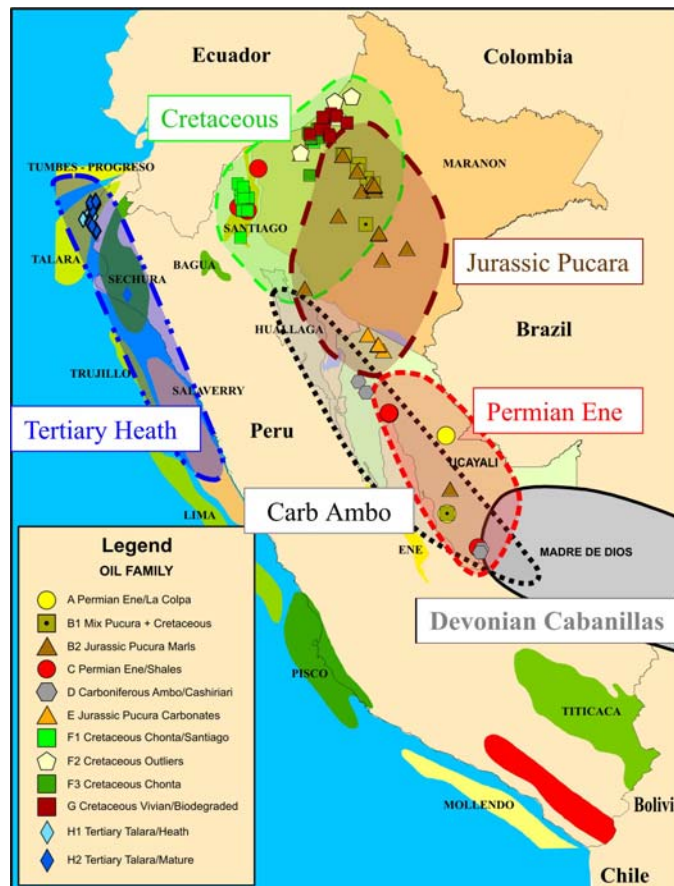 Ecuador
Colombia
Cretaceous
TUMBES - PROGRESO
MARANON
SANTIAGO
TALARA
BAGUA
SECHURA
Jurassic Pucara
HUALLAGA
Brazil
TRUJILLO
SALAVERRY
Tertiary Heath
Peru
Permian Ene
UCAYALI
Carb Ambo
LIMA
ENE
MADRE DE DIOS
Devonian Cabanillas
Legend
OIL FAMILY
A Permian Ene/La Colpa
B1 Mix Pucura + Cretaceous
B2 Jurassic Pucura Marls
C Permian Ene/Shales
D Carboniferous Ambo/Cashiriari
E Jurassic Pucura Carbonates
F1 Cretaceous Chonta/Santiago
F2 Cretaceous Outliers
F3 Cretaceous Chonta
G Cretaceous Vivian/Biodegraded
H1 Tertiary Talara/Heath
H2 Tertiary Talara/Mature
PISCO
TITICACA
MOLLENDO
Bolivi
Chile